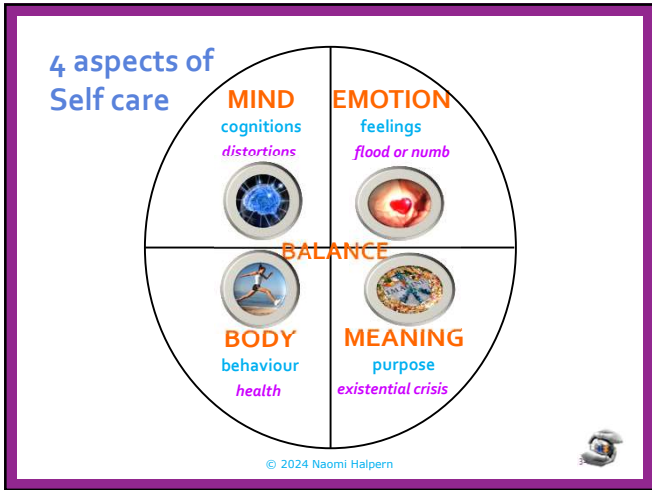 4 aspects of
Self care
MIND
cognitions
distortions
EMOTION
feelings
flood or numb
BALANCE
BODY
behaviour
health
MEANING
purpose
existential crisis
© 2024 Naomi Halpern